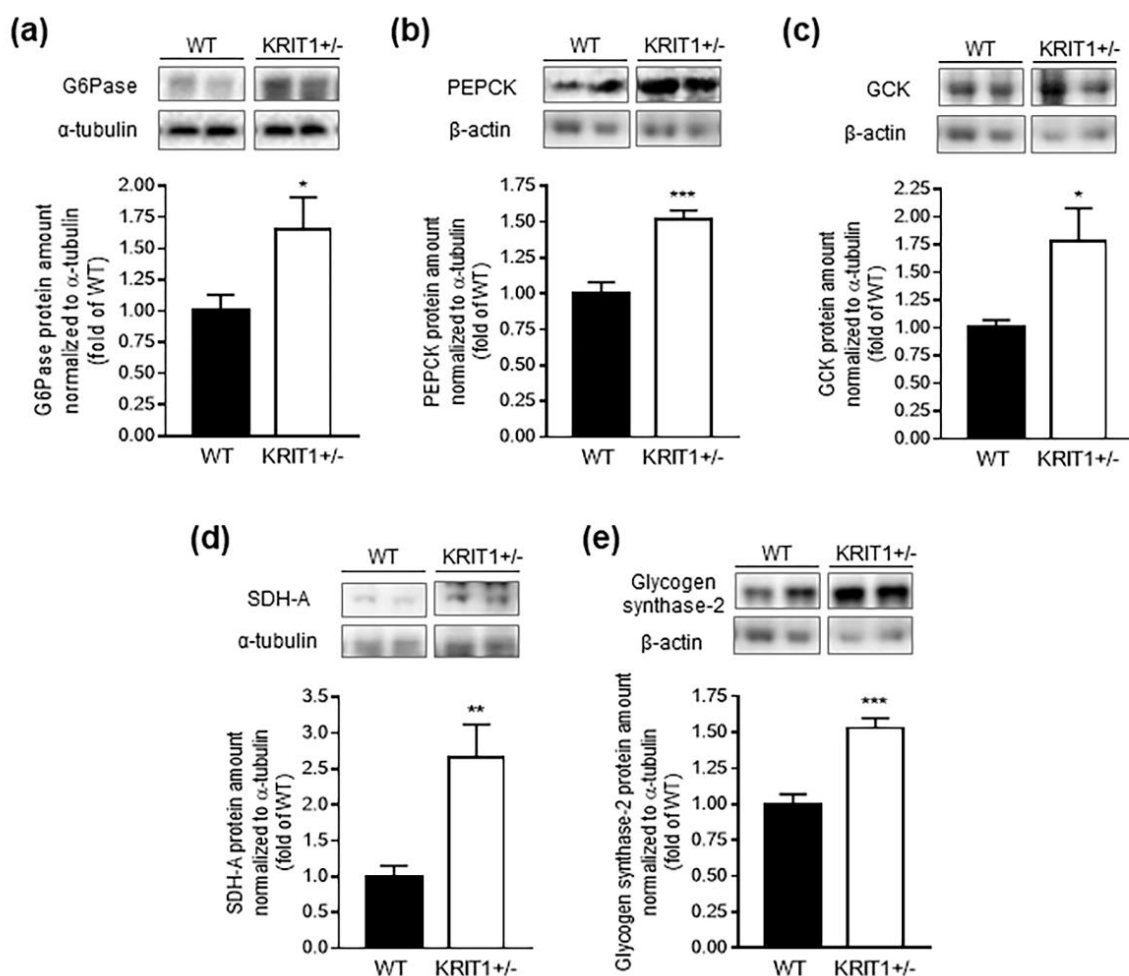 (a)
WT KRIT1+/-
G6Pase
α-tubulin
G6Pase protein amount
normalized to α-tubulin
(fold of WT)
2.00
1.75
1.50
1.25
1.00
0.75
0.50
0.25
0.00
*
WT KRIT1+/-
(b)
WT KRIT1+/-
PEPCK
β-actin
PEPCK protein amount
normalized to α-tubulin
(fold of WT)
1.75
1.50
1.25
1.00
0.75
0.50
0.25
0.00
***
WT KRIT1+/-
(c)
WT KRIT1+/-
GCK
β-actin
GCK protein amount
normalized to α-tubulin
(fold of WT)
2.25
2.00
1.75
1.50
1.25
1.00
0.75
0.50
0.25
0.00
*
WT KRIT1+/-
(d)
WT KRIT1+/-
SDH-A
α-tubulin
SDH-A protein amount
normalized to α-tubulin
(fold of WT)
3.5
3.0
2.5
2.0
1.5
1.0
0.5
0.0
**
WT KRIT1+/-
(e)
WT KRIT1+/-
Glycogen
synthase-2
β-actin
Glycogen synthase-2 protein amount
normalized to α-tubulin
(fold of WT)
1.75
1.50
1.25
1.00
0.75
0.50
0.25
0.00
***
WT KRIT1+/-